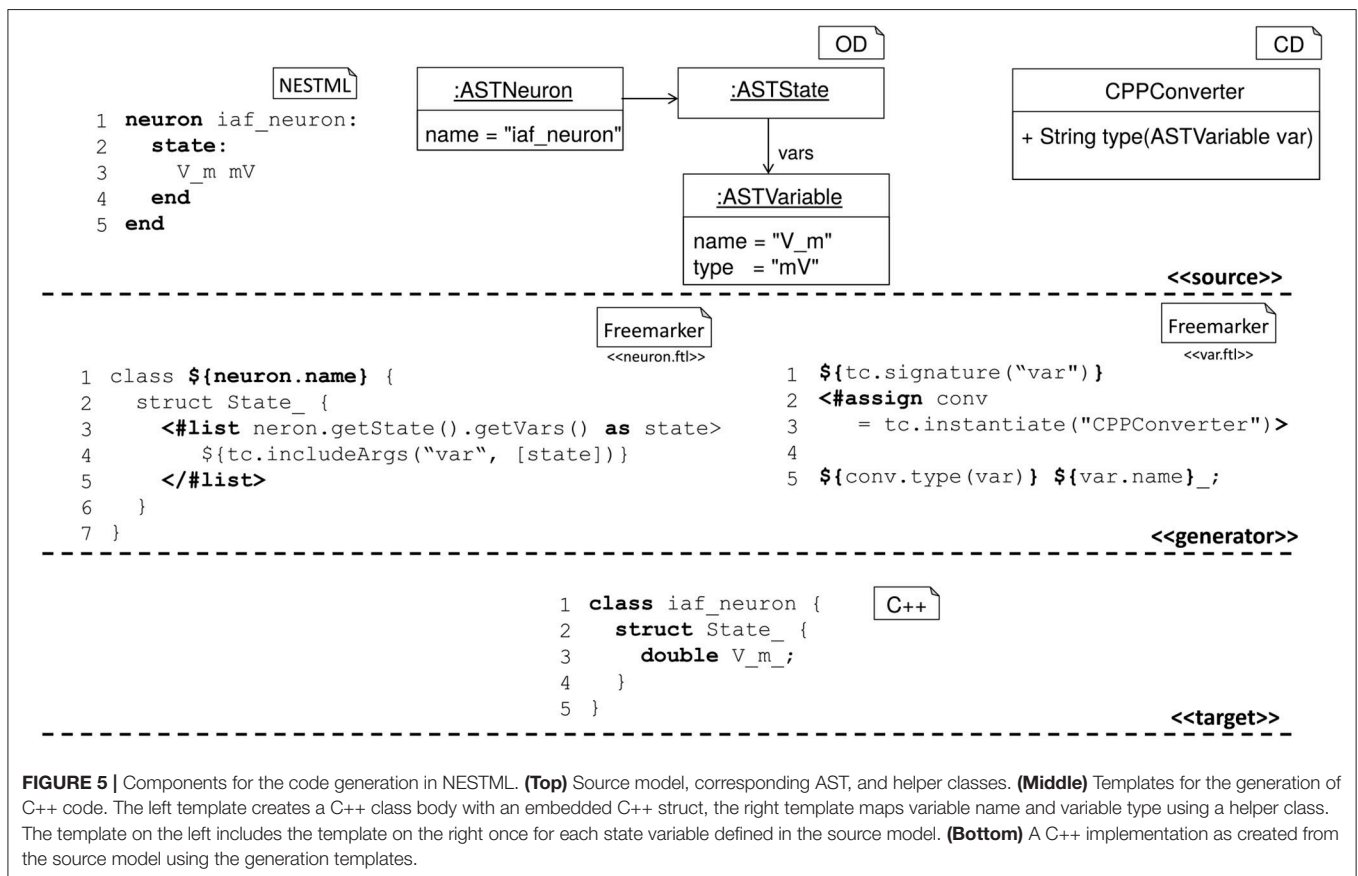 NESTML
1 neuron iaf_neuron:
2 state:
3 V_m mV
4 end
5 end
OD
:ASTNeuron
name = "iaf_neuron"
:ASTState
vars
:ASTVariable
name = "V_m"
type = "mV"
CD
CPPConverter
+ String type(ASTVariable var)
<<source>>
Freemarker
<<neuron.ftl>>
1 class ${neuron.name} {
2 struct State_ {
3 <#list neron.getState().getVars() as state>
4 ${tc.includeArgs(“var“, [state])}
5 </#list>
6 }
7 }
Freemarker
<<var.ftl>>
1 ${tc.signature(“var")}
2 <#assign conv
3 = tc.instantiate("CPPConverter")>
4
5 ${conv.type(var)} ${var.name}_;
<<generator>>
C++
1 class iaf_neuron {
2 struct State_ {
3 double V_m_;
4 }
5 }
<<target>>
FIGURE 5 | Components for the code generation in NESTML. (Top) Source model, corresponding AST, and helper classes. (Middle) Templates for the generation of
C++ code. The left template creates a C++ class body with an embedded C++ struct, the right template maps variable name and variable type using a helper class.
The template on the left includes the template on the right once for each state variable defined in the source model. (Bottom) A C++ implementation as created from
the source model using the generation templates.